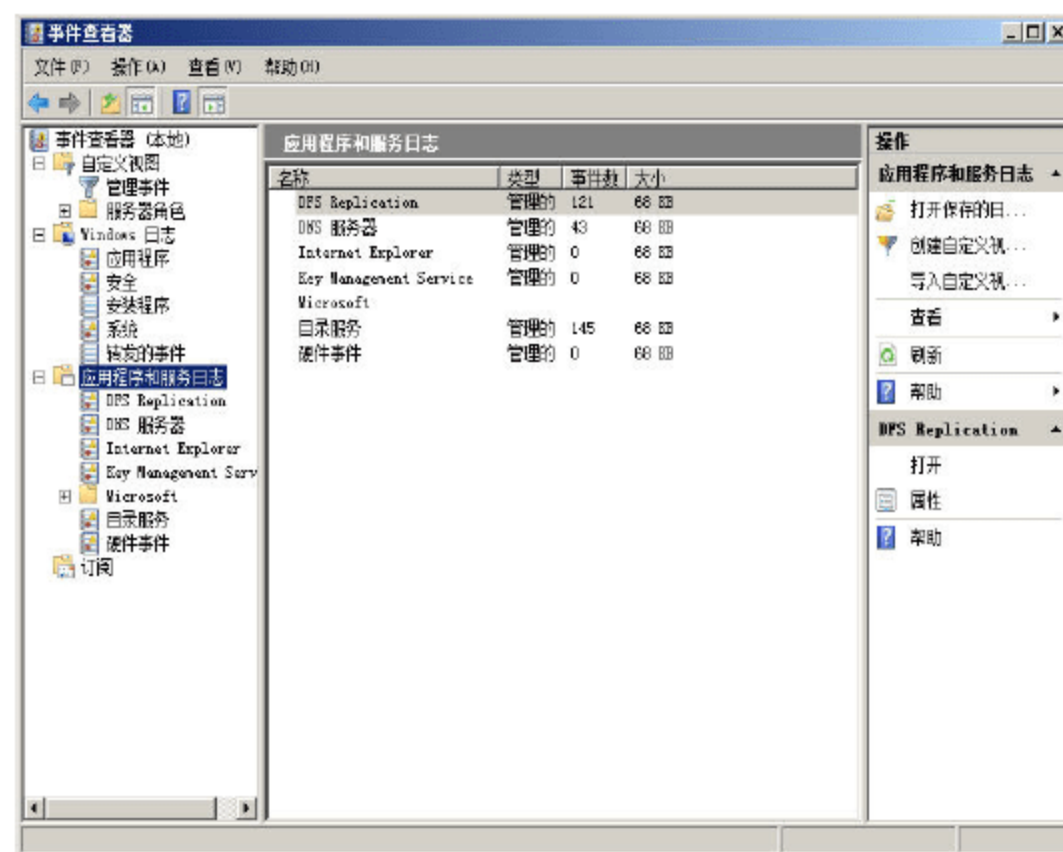 事件查看器
文件(F) 操作(A) 查看(V) 帮助(H)
事件查看器 (本地)
自定义视图
管理事件
服务器角色
Windows 日志
应用程序
安全
安装程序
系统
转发的事件
应用程序和服务日志
DFS Replication
DNS 服务器
Internet Explorer
Key Management Serv
Microsoft
目录服务
硬件事件
订阅
应用程序和服务日志
名称 类型 事件数 大小
DFS Replication 管理的 121 68 KB
DNS 服务器 管理的 43 68 KB
Internet Explorer 管理的 0 68 KB
Key Management Service 管理的 0 68 KB
Microsoft
目录服务 管理的 145 68 KB
硬件事件 管理的 0 68 KB
操作
应用程序和服务日志
打开保存的日...
创建自定义视...
导入自定义视...
查看
刷新
帮助
DFS Replication
打开
属性
帮助